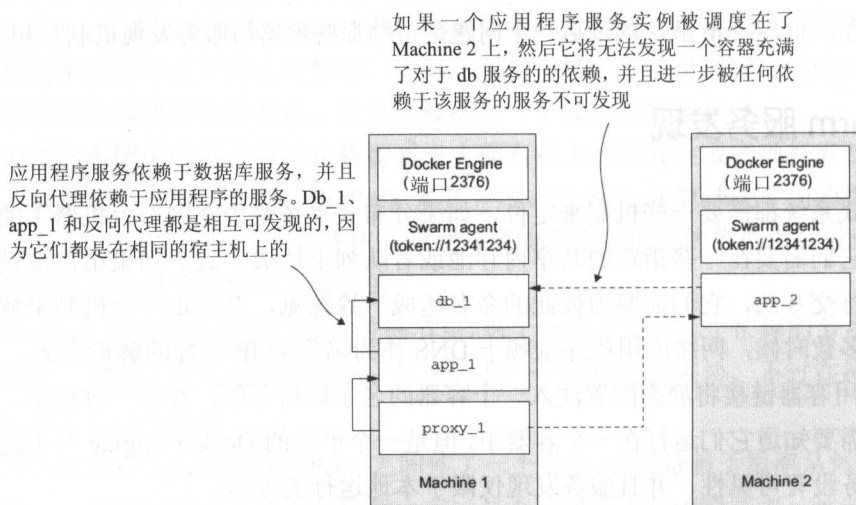 如果一个应用程序服务实例被调度在了
Machine 2上，然后它将无法发现一个容器充满
了对于 db 服务的的依赖，并且进一步被任何依
赖于该服务的服务不可发现
应用程序服务依赖于数据库服务，并且
反向代理依赖于应用程序的服务。Db_1、
app_1 和反向代理都是相互可发现的，因
为它们都是在相同的宿主机上的
Docker Engine
(端口2376)
Swarm agent
(token://12341234)
db_1
app_1
proxy_1
Machine 1
Docker Engine
(端口2376)
Swarm agent
(token://12341234)
app_2
Machine 2